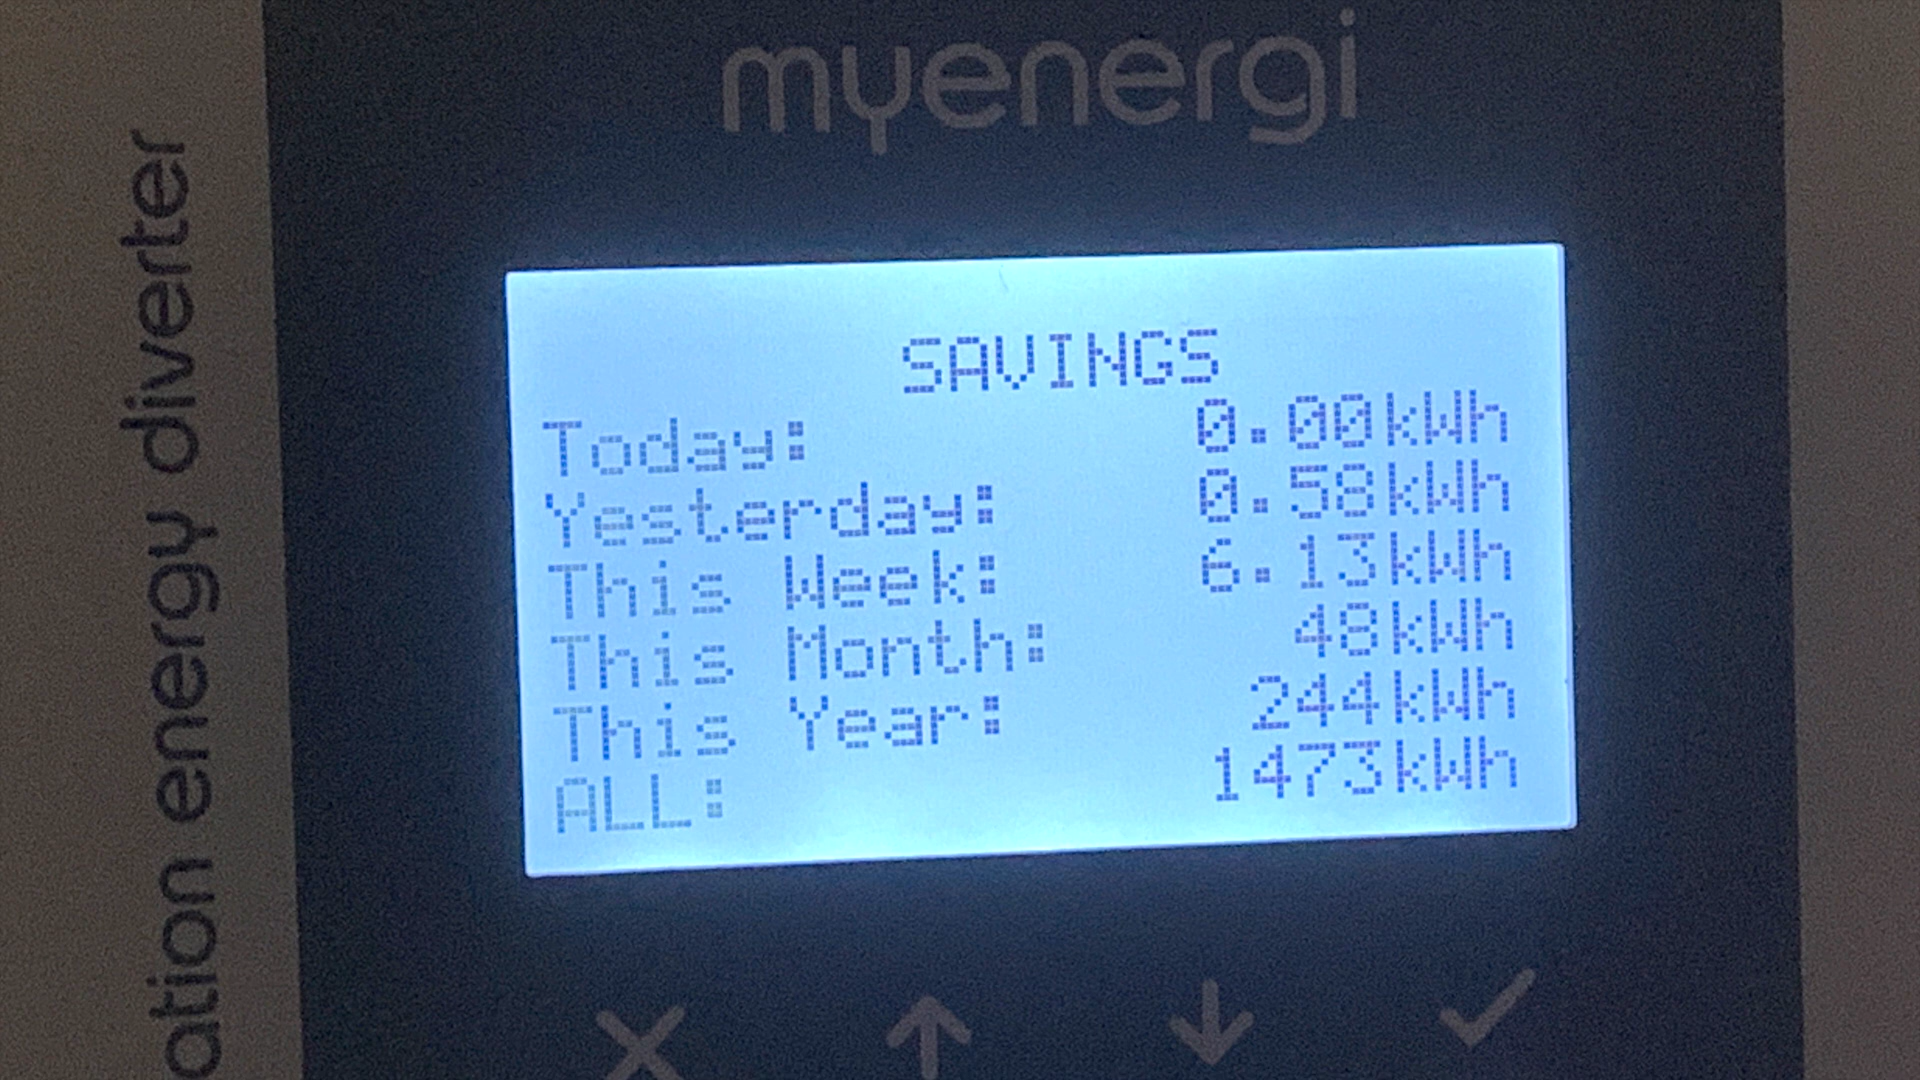 myenergi
SAVINGS
Today: 0.00kWh
Yesterday: 0.58kWh
This Week: 6.13kWh
This Month: 48kWh
This Year: 244kWh
ALL: 1473kWh
ation energy diverter